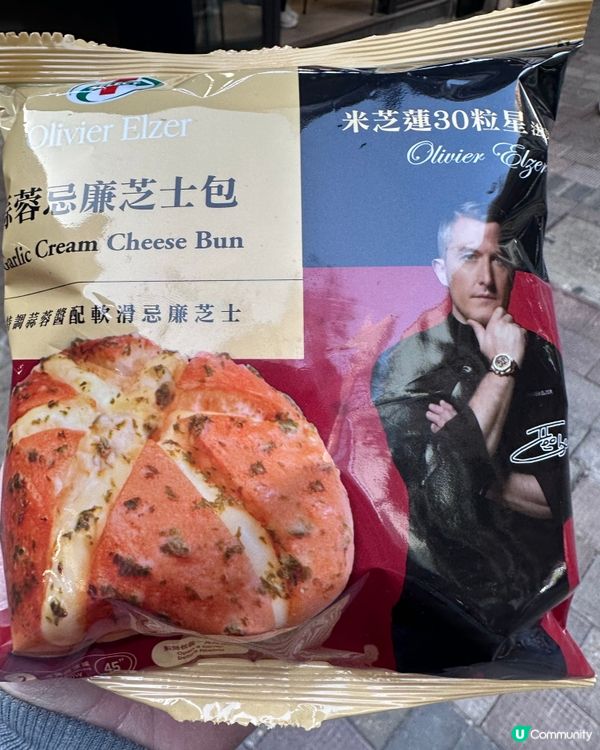 Olivier Elzer
米芝蓮30粒星
Olivier Elzer
蒜蓉忌廉芝士包
Garlic Cream Cheese Bun
特調蒜蓉醬配軟滑忌廉芝士
45"
U Community